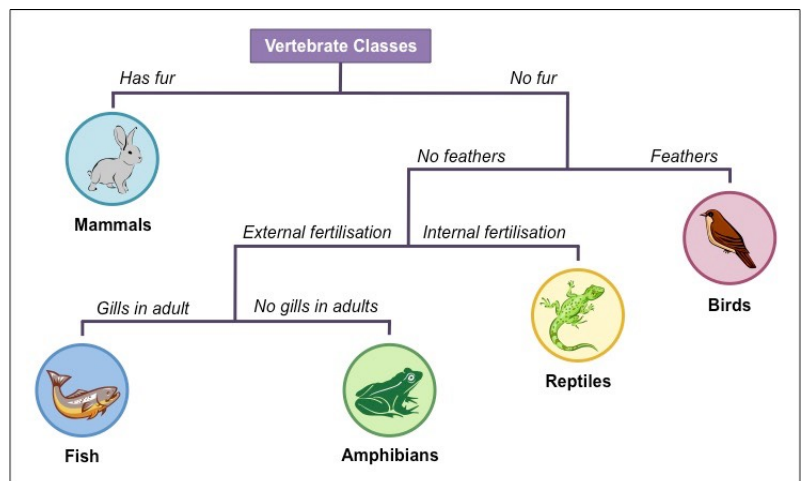 Vertebrate Classes
Has fur
No fur
Mammals
No feathers
Feathers
Birds
External fertilisation
Internal fertilisation
Reptiles
Gills in adult
No gills in adults
Fish
Amphibians